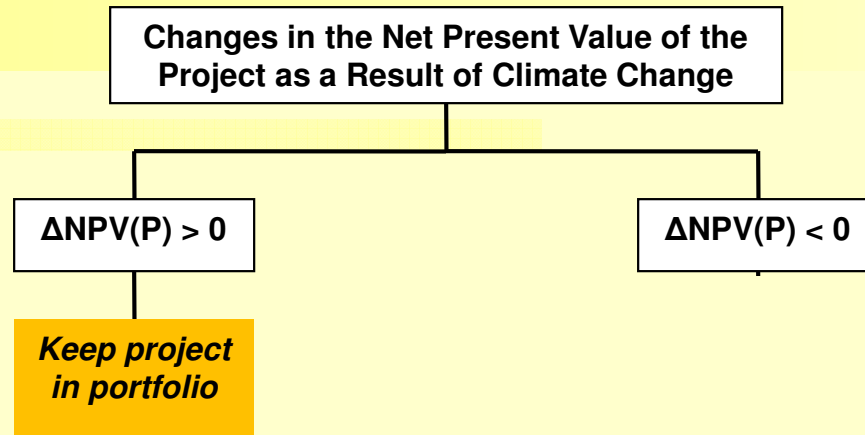 Changes in the Net Present Value of the
Project as a Result of Climate Change
ΔNPV(P) > 0
ΔNPV(P) < 0
Keep project
in portfolio